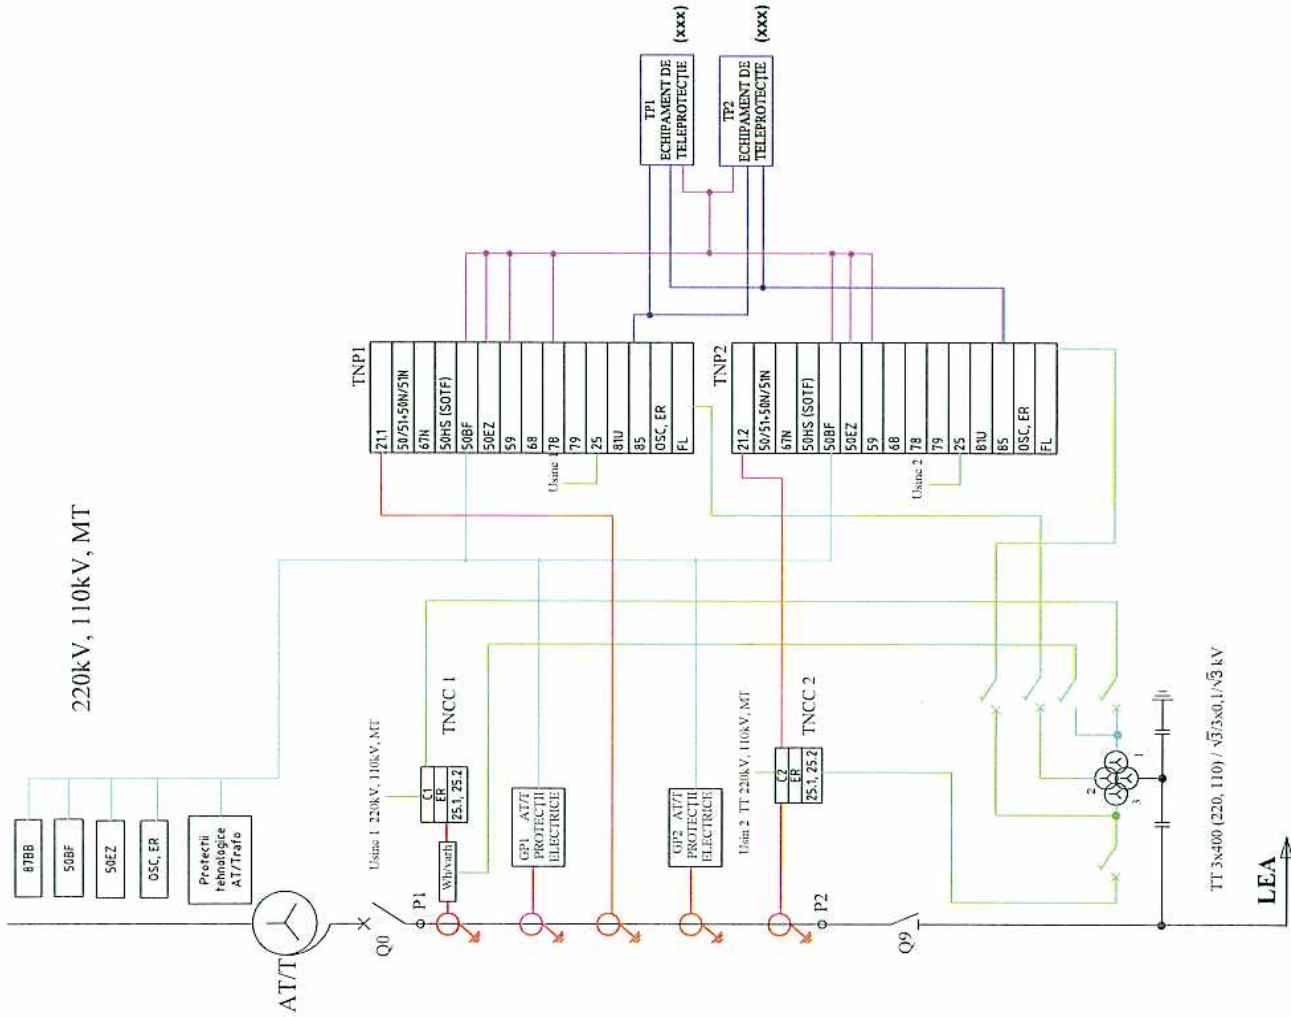 220kV, 110kV, MT
87BB
50BF
50EZ
OSC, ER
Protectii
tehnologice
AT/Trafo
AT/T
Q0
P1
Wh/varh
C1
ER
25.1, 25.2
TNCC 1
Usinc 1 220kV, 110kV, MT
GP1 AT/T
PROTECȚII
ELECTRICE
GP2 AT/T
PROTECȚII
ELECTRICE
Usin 2 TT 220kV, 110kV, MT
C2
ER
25.1, 25.2
TNCC 2
P2
Q9
TNP1
21.1
50/51+50N/51N
67N
50HS (SOTF)
50BF
50EZ
59
68
78
79
25
81U
85
OSC, ER
FL
Usinc 1
TNP2
21.2
50/51+50N/51N
67N
50HS (SOTF)
50BF
50EZ
59
68
78
79
25
81U
85
OSC, ER
FL
Usinc 2
TP1
ECHIPAMENT DE
TELEPROTECȚIE
(xxx)
TP2
ECHIPAMENT DE
TELEPROTECȚIE
(xxx)
1
2
3
TT 3x400 (220, 110) / √3/3x0,1/√3 kV
LEA